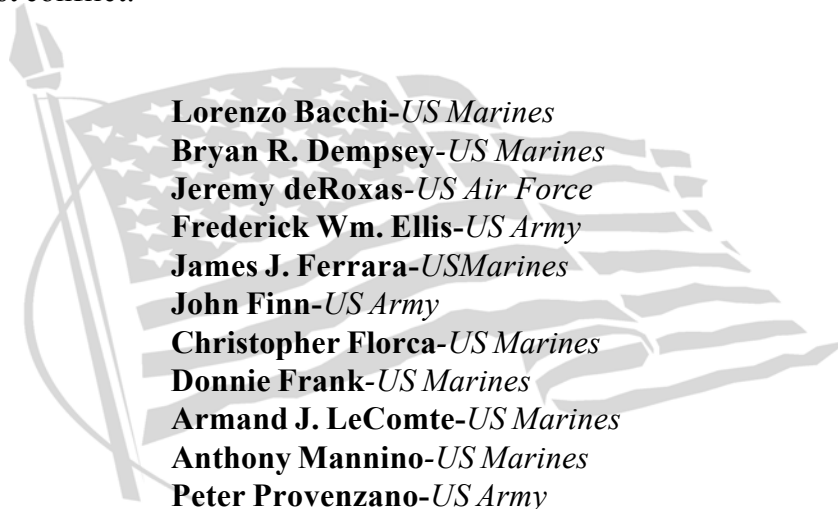 Lorenzo Bacchi-US Marines
Bryan R. Dempsey-US Marines
Jeremy deRoxas-US Air Force
Frederick Wm. Ellis-US Army
James J. Ferrara-USMarines
John Finn-US Army
Christopher Florca-US Marines
Donnie Frank-US Marines
Armand J. LeComte-US Marines
Anthony Mannino-US Marines
Peter Provenzano-US Army